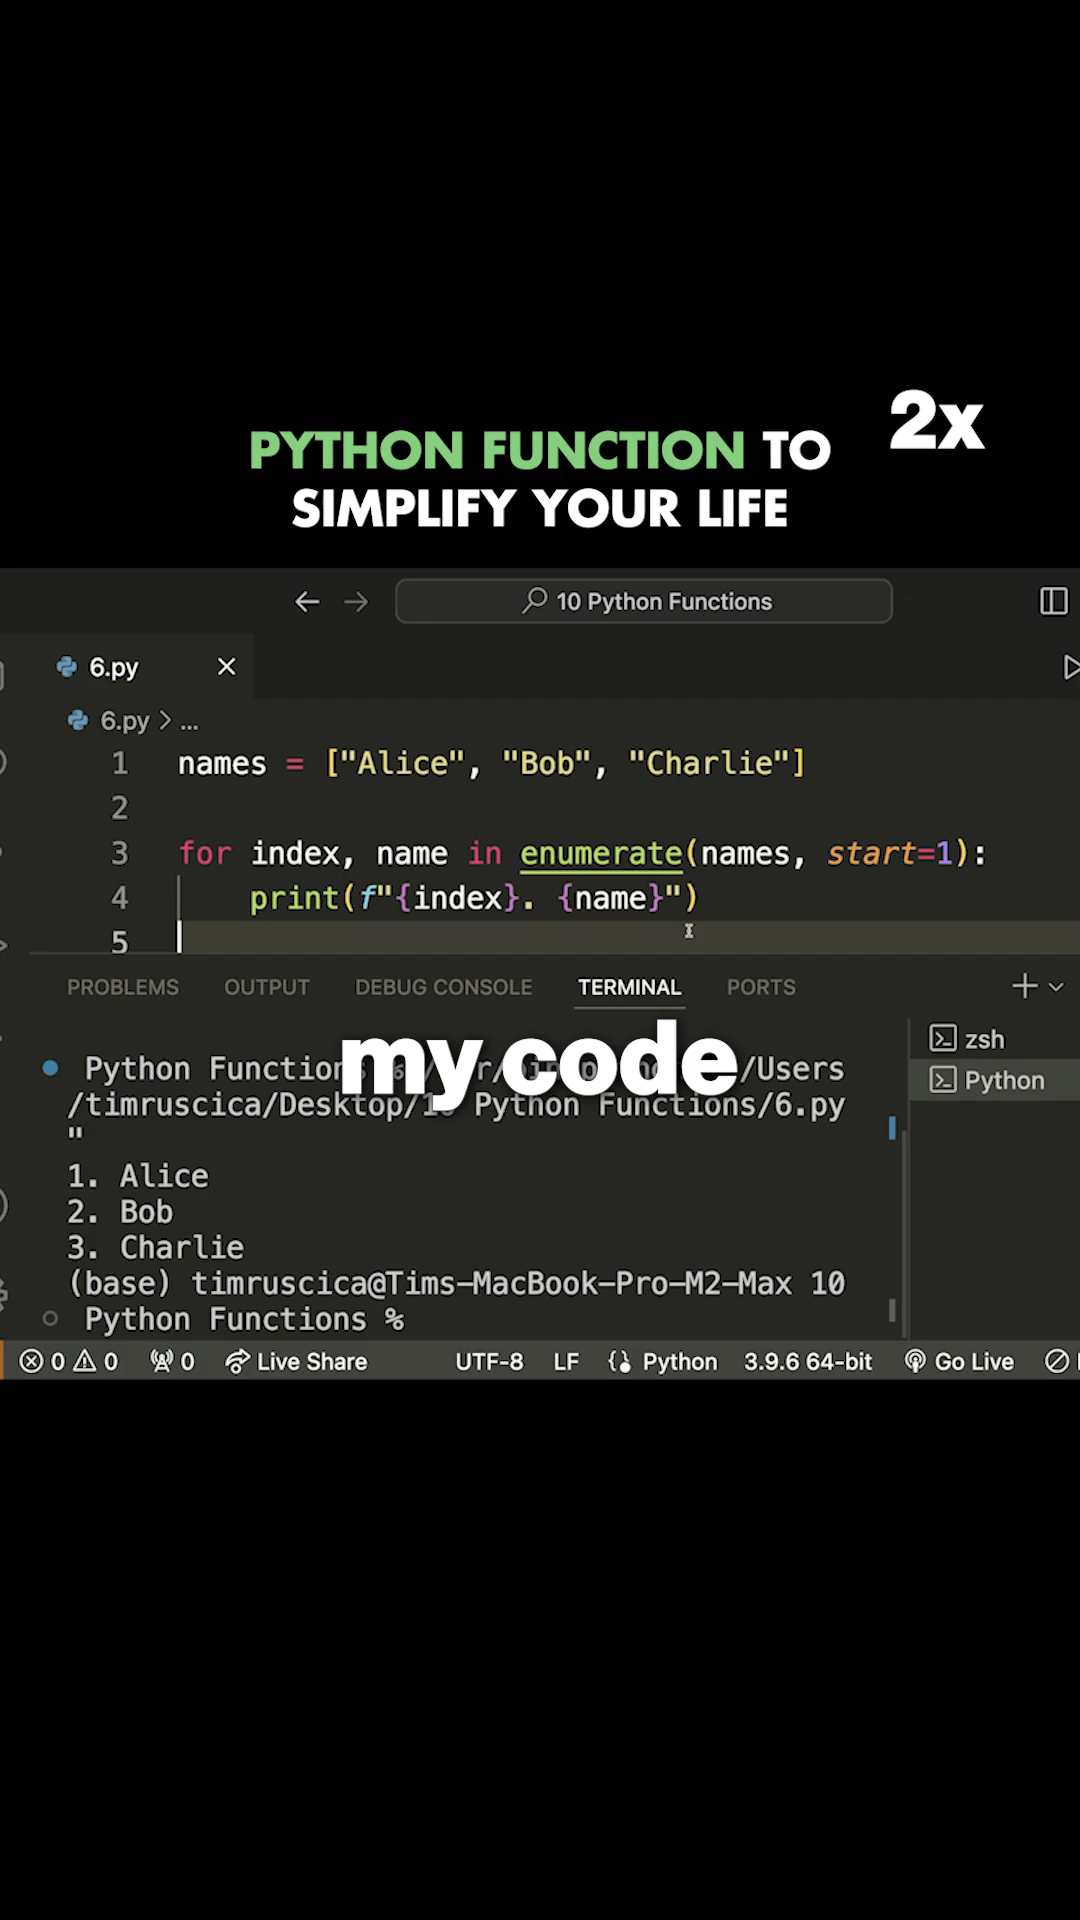 2x
PYTHON FUNCTION TO
SIMPLIFY YOUR LIFE
10 Python Functions
6.py
6.py > ...
1 names = ["Alice", "Bob", "Charlie"]
2
3 for index, name in enumerate(names, start=1):
4 print(f"{index}. {name}")
5
PROBLEMS OUTPUT DEBUG CONSOLE TERMINAL PORTS
zsh
Python
my code
Python Functions /Users
/timruscica/Desktop/10 Python Functions/6.py
"
1. Alice
2. Bob
3. Charlie
(base) timruscica@Tims-MacBook-Pro-M2-Max 10
Python Functions %
0 0 0 Live Share UTF-8 LF Python 3.9.6 64-bit Go Live